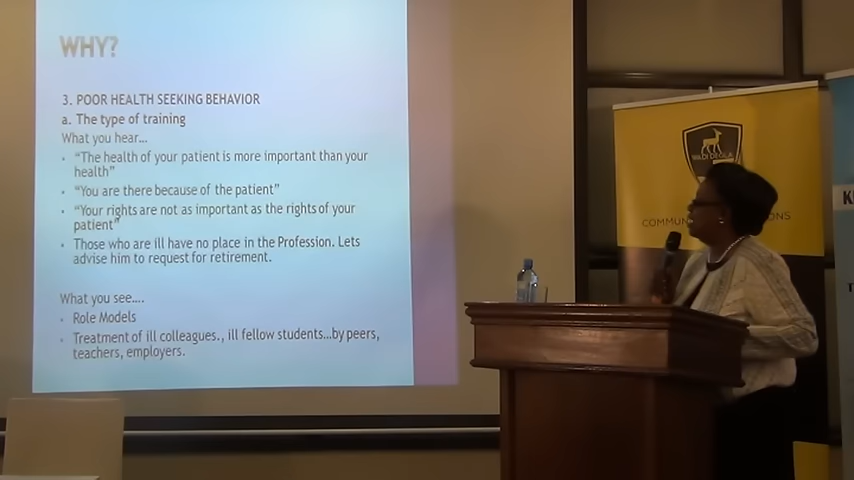 WHY?
3. POOR HEALTH SEEKING BEHAVIOR
a. The type of training
What you hear...
• "The health of your patient is more important than your
health"
• "You are there because of the patient"
• "Your rights are not as important as the rights of your
patient"
• Those who are ill have no place in the Profession. Lets
advise him to request for retirement.
What you see....
• Role Models
• Treatment of ill colleagues., ill fellow students...by peers,
teachers, employers.
WADI DEGLA
COMMUN
ONS
K
T